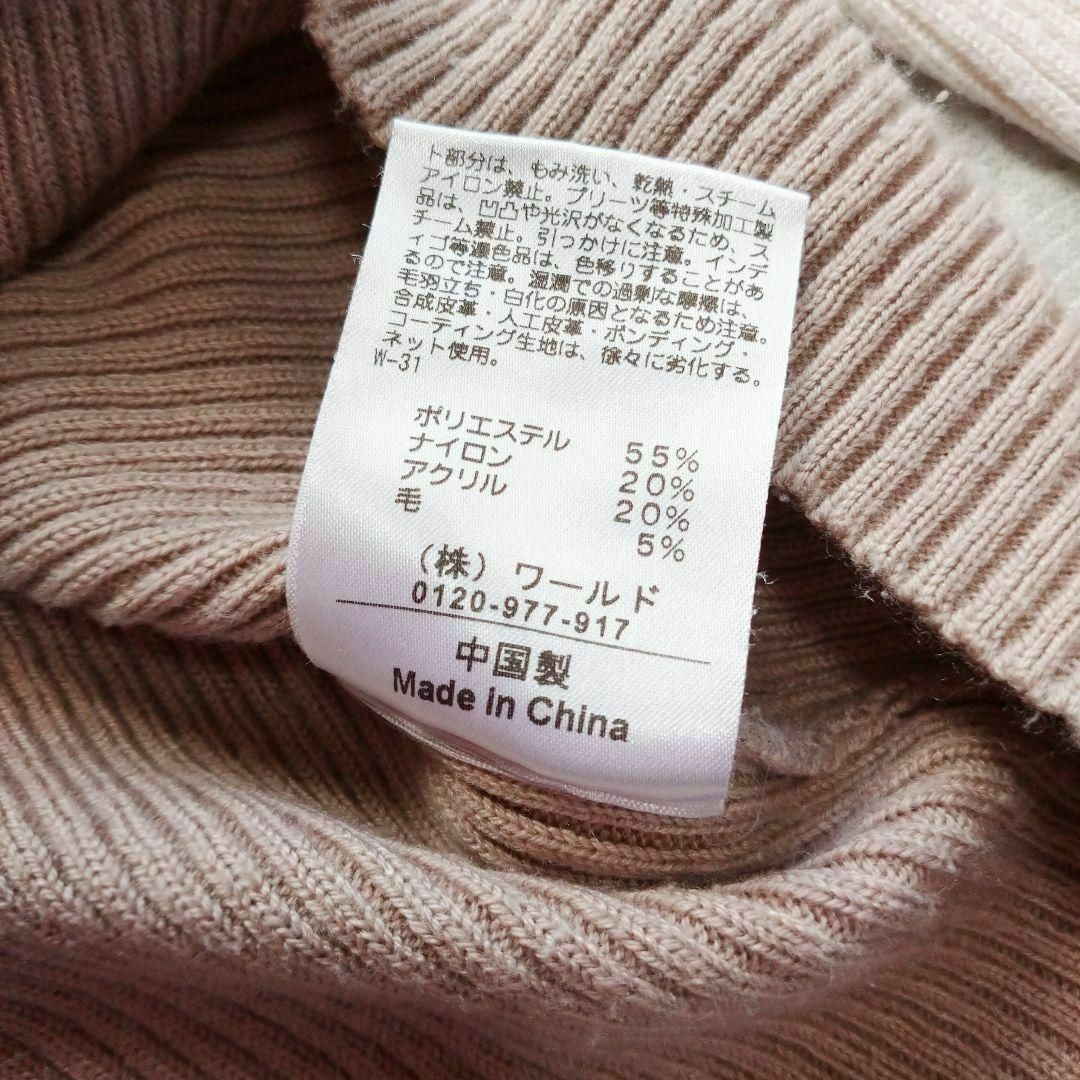 ト部分は、もみ洗い、乾熱・スチーム
アイロン禁止。プリーツ等特殊加工製
品は、凹凸や光沢がなくなるため、ス
チーム禁止。引っかけに注意。インデ
ィゴ等濃色品は、色移りすることがあ
るので注意。湿潤での過剰な摩擦は、
毛羽立ち・白化の原因となるため注意。
合成皮革・人工皮革・ボンディング・
コーティング生地は、徐々に劣化する。
ネット使用。
W-31
ポリエステル 55%
ナイロン 20%
アクリル 20%
毛 5%
(株) ワールド
0120-977-917
中国製
Made in China